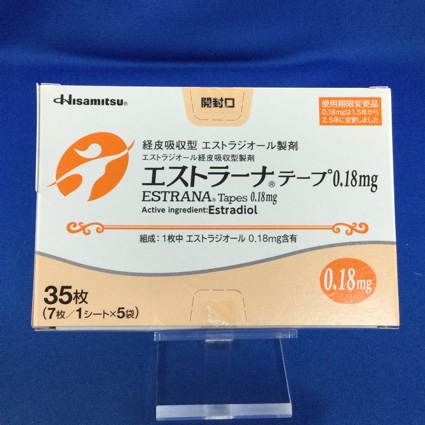 Hisamitsu®
開封口
使用期限変更品
0.18mgは1.5年から
2.5年に変更しました
経皮吸収型 エストラジオール製剤
エストラジオール経皮吸収型製剤
エストラーナ®テープ0.18mg
ESTRANA® Tapes 0.18mg
Active ingredient:Estradiol
組成:1枚中 エストラジオール 0.18mg含有
0.18mg
35枚
(7枚/1シート×5袋)